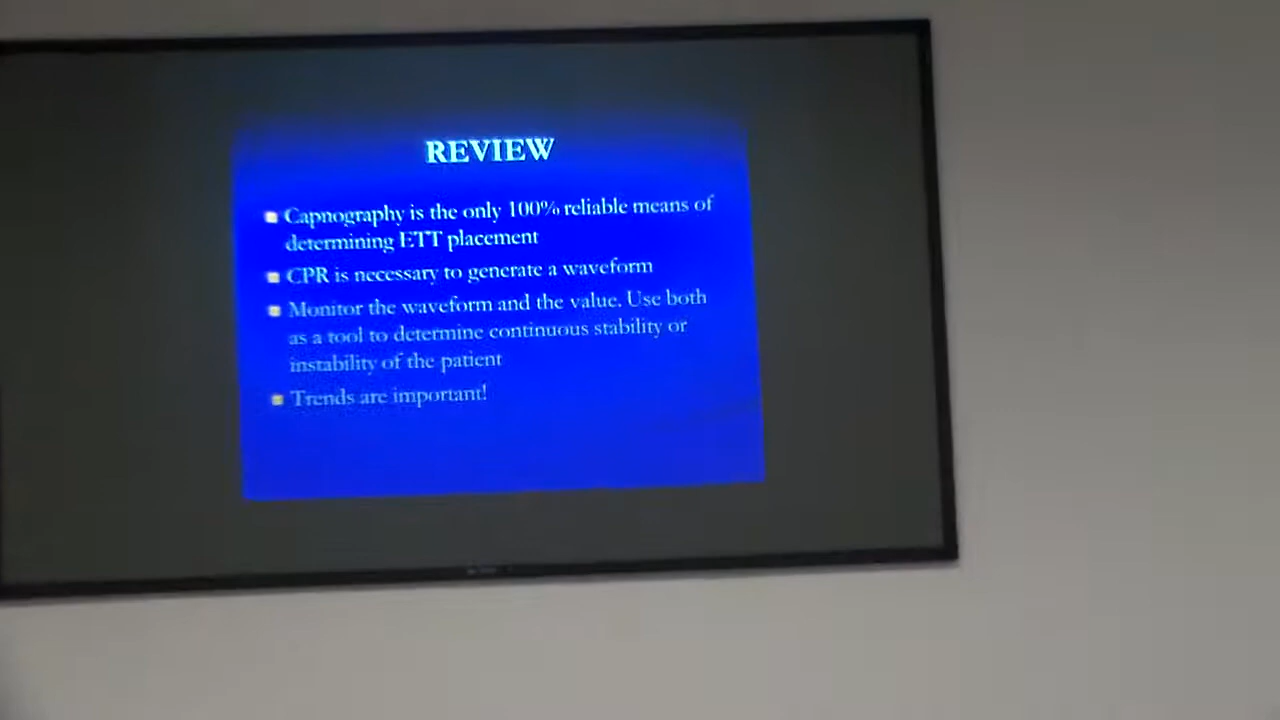 REVIEW
Capnography is the only 100% reliable means of
determining ETT placement
CPR is necessary to generate a waveform
Monitor the waveform and the value. Use both
as a tool to determine continuous stability or
instability of the patient
Trends are important!